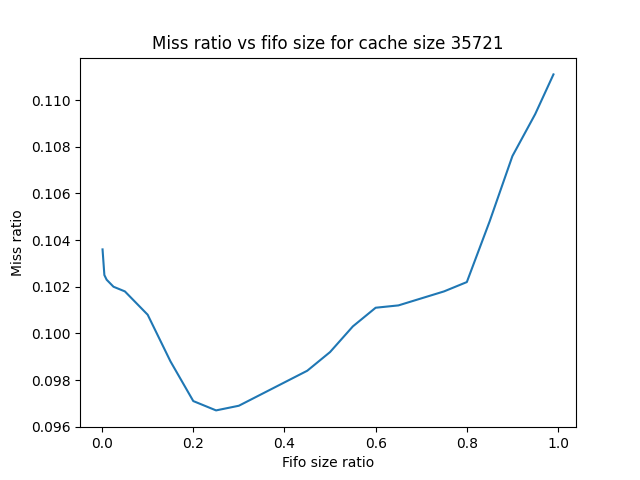 Miss ratio vs fifo size for cache size 35721
Miss ratio
0.110
0.108
0.106
0.104
0.102
0.100
0.098
0.096
0.0 0.2 0.4 0.6 0.8 1.0
Fifo size ratio